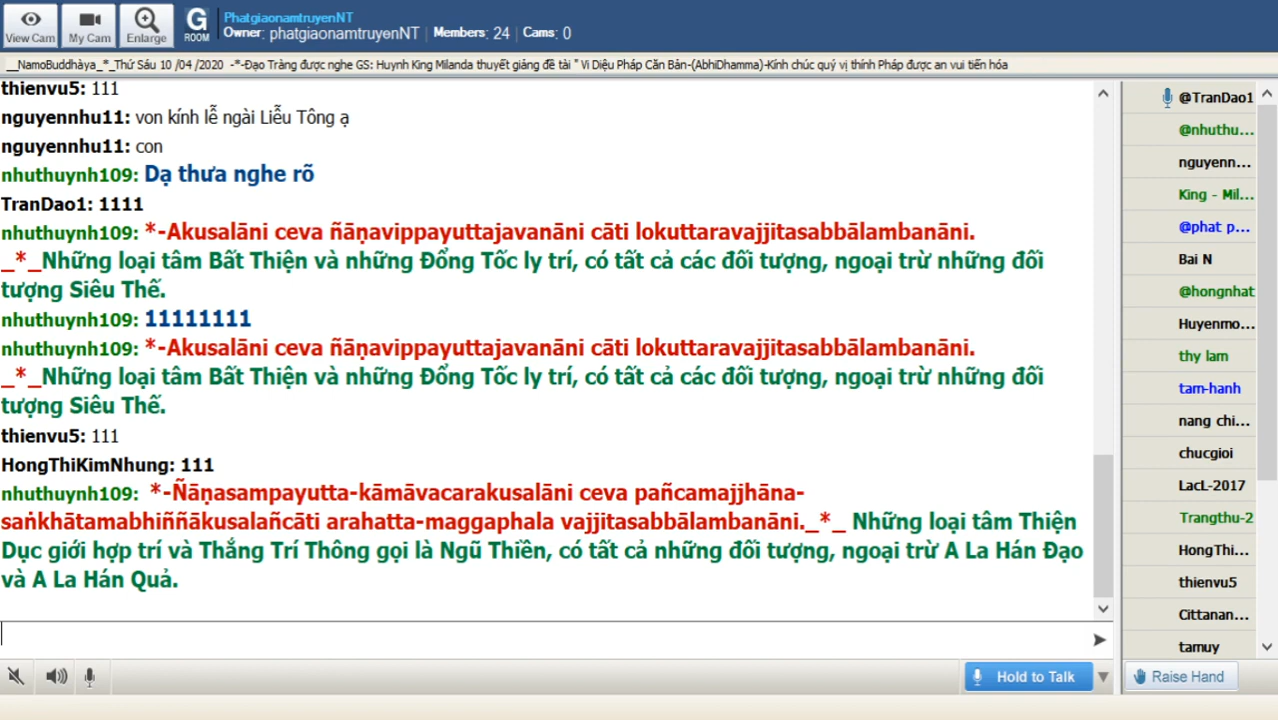 PhatgiaonamtruyenNT
Owner: phatgiaonamtruyenNT | Members: 24 | Cams: 0
View Cam
My Cam
Enlarge
G
ROOM
__NamoBuddhàya_*_Thứ Sáu 10 /04 /2020 -*-Đạo Tràng được nghe GS: Huynh King Milanda thuyết giảng đề tài " Vi Diệu Pháp Căn Bản-(AbhiDhamma)-Kính chúc quý vị thính Pháp được an vui tiến hóa
thienvu5: 111
nguyennhu11: von kính lễ ngài Liễu Tông ạ
nguyennhu11: con
nhuthuynh109: Dạ thưa nghe rõ
TranDao1: 1111
nhuthuynh109: *-Akusalāni ceva ñāṇavippayuttajavanāni cāti lokuttaravajjitasabbālambanāni.
_*_Những loại tâm Bất Thiện và những Đổng Tốc ly trí, có tất cả các đối tượng, ngoại trừ những đối
tượng Siêu Thế.
nhuthuynh109: 11111111
nhuthuynh109: *-Akusalāni ceva ñāṇavippayuttajavanāni cāti lokuttaravajjitasabbālambanāni.
_*_Những loại tâm Bất Thiện và những Đổng Tốc ly trí, có tất cả các đối tượng, ngoại trừ những đối
tượng Siêu Thế.
thienvu5: 111
HongThiKimNhung: 111
nhuthuynh109: *-Ñāṇasampayutta-kāmāvacarakusalāni ceva pañcamajjhāna-
saṅkhātamabhiññākusalañcāti arahatta-maggaphala vajjitasabbālambanāni._*_ Những loại tâm Thiện
Dục giới hợp trí và Thắng Trí Thông gọi là Ngũ Thiền, có tất cả những đối tượng, ngoại trừ A La Hán Đạo
và A La Hán Quả.
@TranDao1
@nhuthu...
nguyenn...
King - Mil...
@phat p...
Bai N
@hongnhat
Huyenmo...
thy lam
tam-hanh
nang chi...
chucgioi
LacL-2017
Trangthu-2
HongThi...
thienvu5
Cittanan...
tamuy
Hold to Talk
Raise Hand